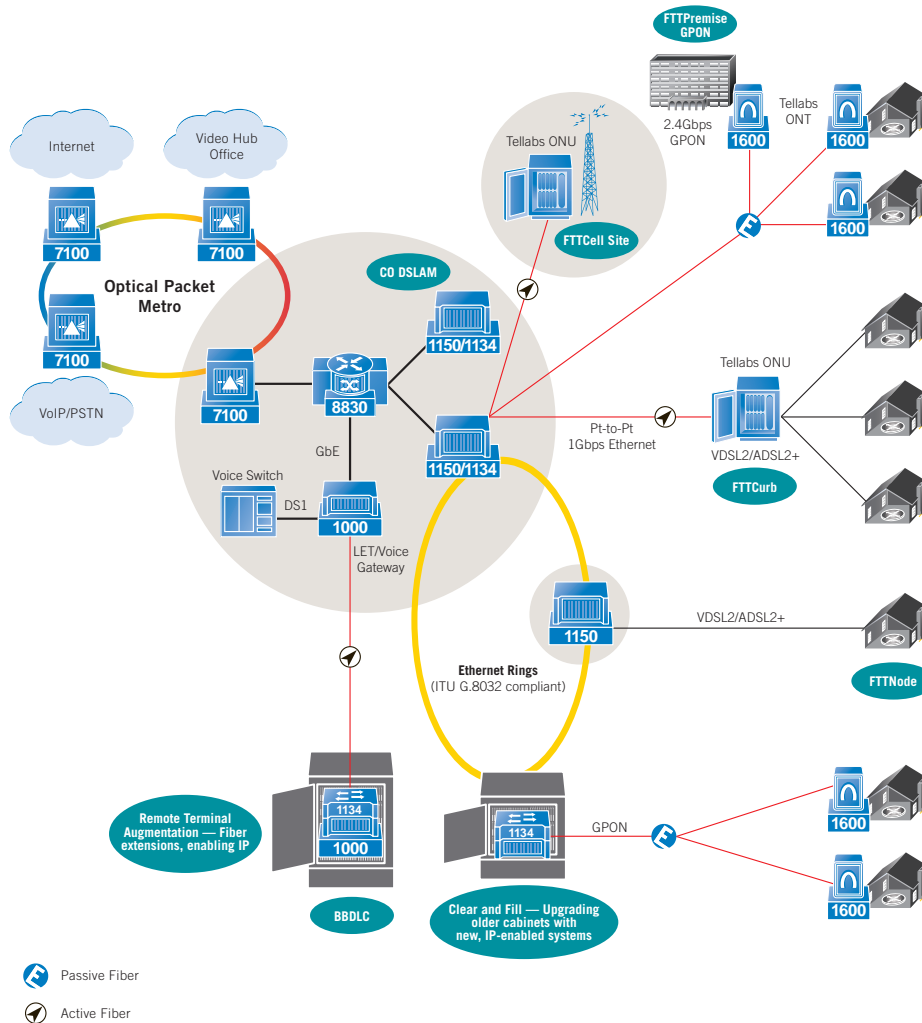 FTTPremise
GPON
Internet
Video Hub
Office
Tellabs ONU
2.4Gbps
GPON
1600
Tellabs
ONT
1600
1600
7100
7100
FTTCell Site
CO DSLAM
Optical Packet
Metro
7100
VoIP/PSTN
7100
8830
1150/1134
1150/1134
GbE
Pt-to-Pt
1Gbps Ethernet
Tellabs ONU
VDSL2/ADSL2+
FTTCurb
Voice Switch
DS1
1000
LET/Voice
Gateway
1150
VDSL2/ADSL2+
FTTNode
Ethernet Rings
(ITU G.8032 compliant)
Remote Terminal
Augmentation — Fiber
extensions, enabling IP
1134
1000
BBDLC
1134
GPON
Clear and Fill — Upgrading
older cabinets with
new, IP-enabled systems
1600
1600
Passive Fiber
Active Fiber